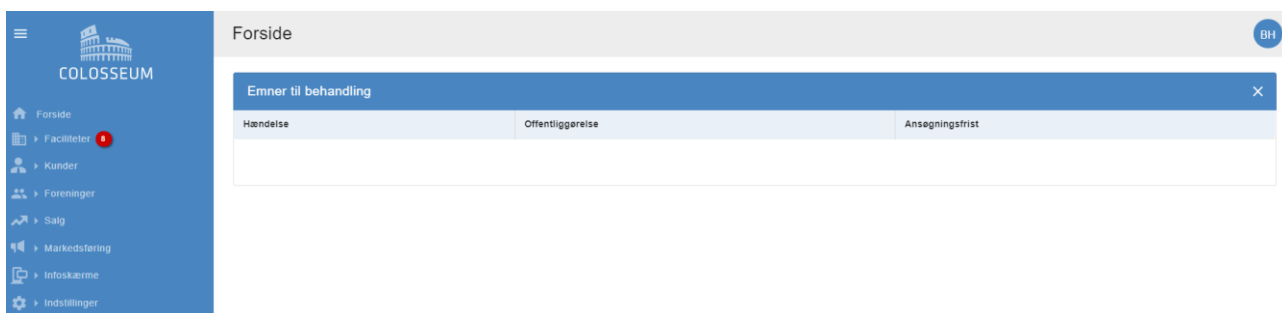 COLOSSEUM
Forside
Faciliteter 8
Kunder
Foreninger
Salg
Markedsføring
Infoskærme
Indstillinger
Forside
BH
Emner til behandling
Hændelse Offentliggørelse Ansøgningsfrist